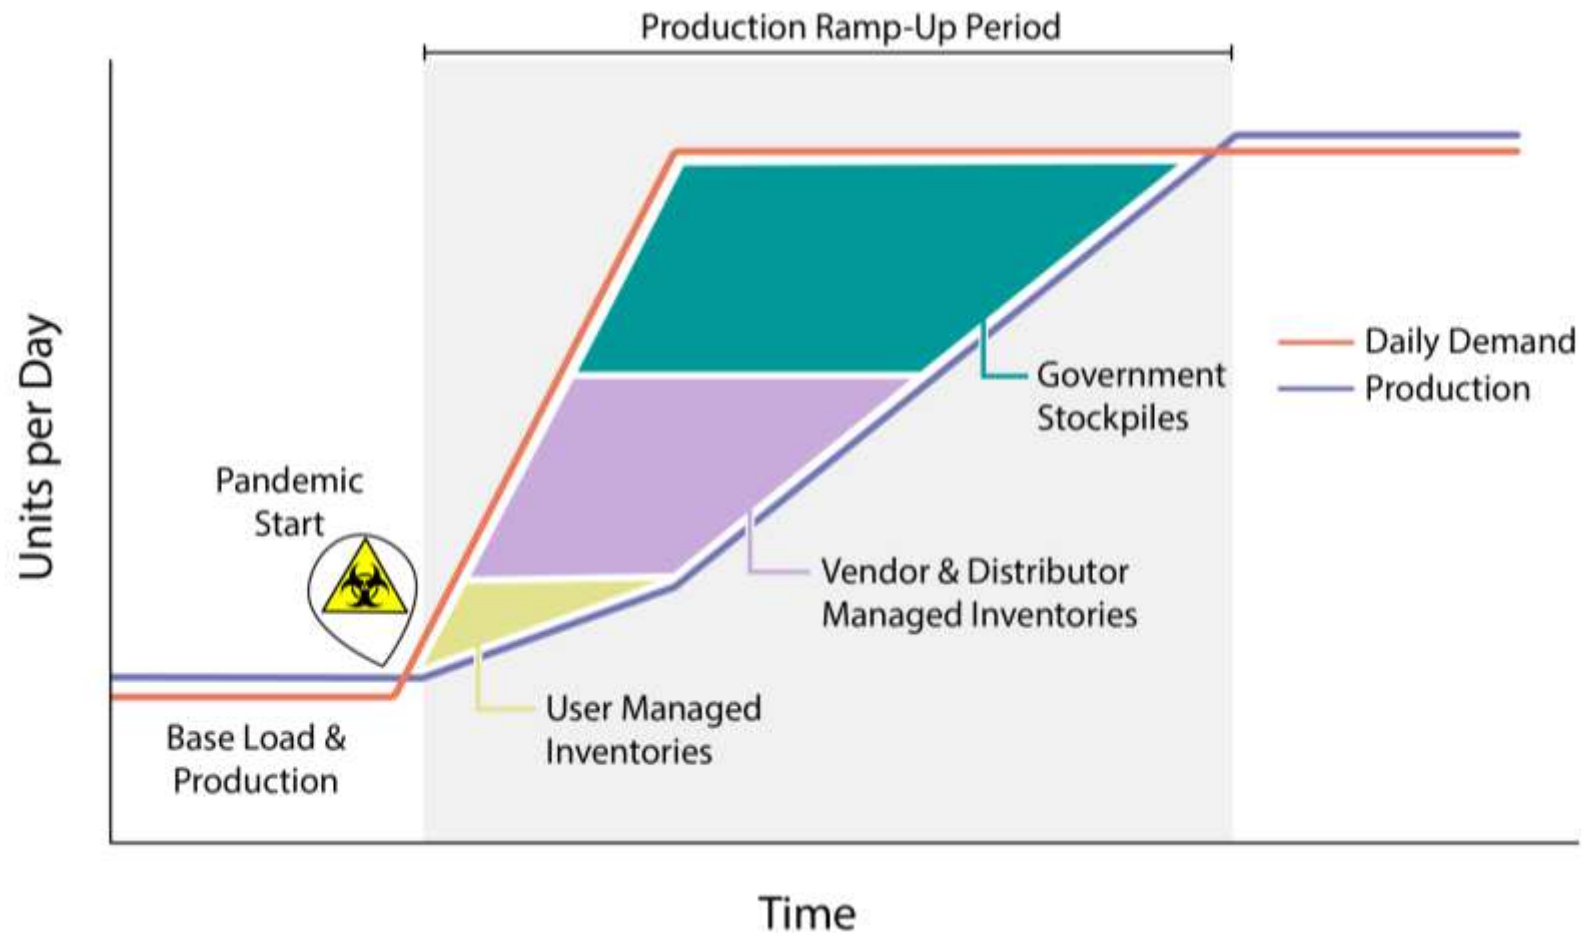 Production Ramp-Up Period
Units per Day
Pandemic
Start
Base Load &
Production
User Managed
Inventories
Vendor & Distributor
Managed Inventories
Government
Stockpiles
Daily Demand
Production
Time